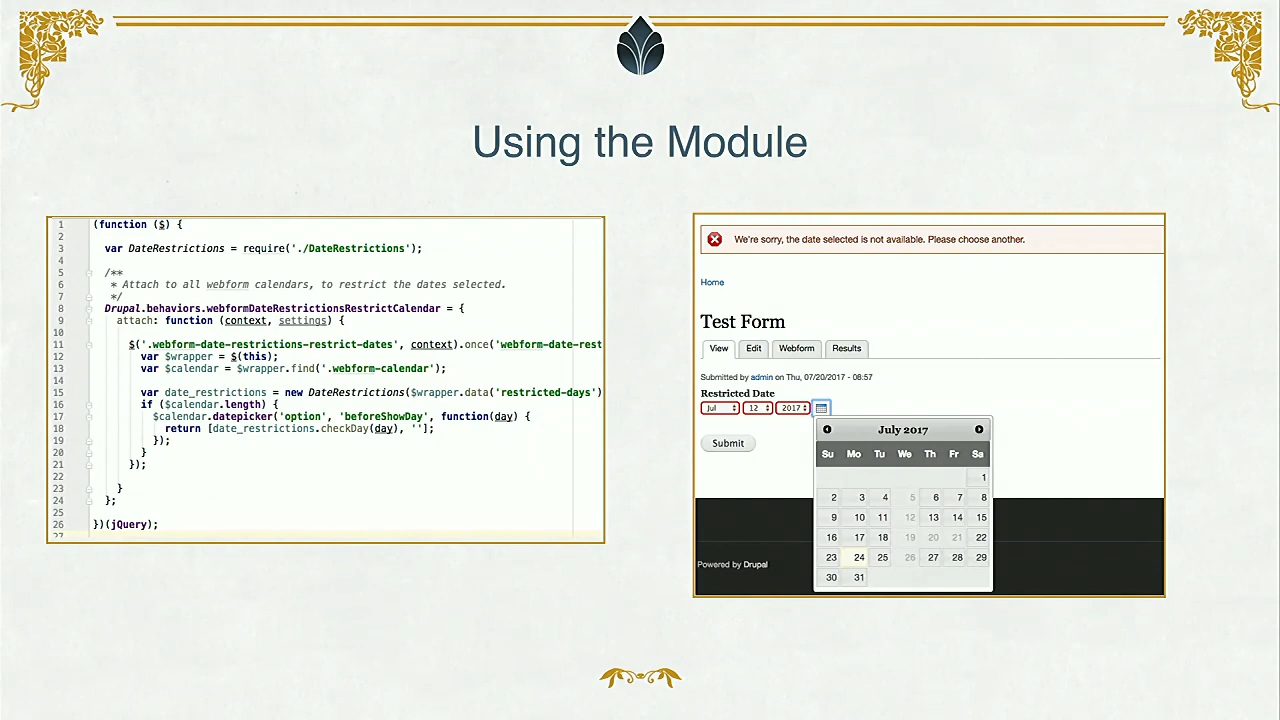 Using the Module
1 (function ($) {
2
3 var DateRestrictions = require('./DateRestrictions');
4
5 /**
6 * Attach to all webform calendars, to restrict the dates selected.
7 */
8 Drupal.behaviors.webformDateRestrictionsRestrictCalendar = {
9 attach: function (context, settings) {
10
11 $('.webform-date-restrictions-restrict-dates', context).once('webform-date-rest
12 var $wrapper = $(this);
13 var $calendar = $wrapper.find('.webform-calendar');
14
15 var date_restrictions = new DateRestrictions($wrapper.data('restricted-days')
16 if ($calendar.length) {
17 $calendar.datepicker('option', 'beforeShowDay', function(day) {
18 return [date_restrictions.checkDay(day), ''];
19 });
20 }
21 });
22
23 }
24 };
25
26 })(jQuery);
27
We're sorry, the date selected is not available. Please choose another.
Home
Test Form
View Edit Webform Results
Submitted by admin on Thu, 07/20/2017 - 08:57
Restricted Date
Jul 12 2017
Submit
July 2017
Su Mo Tu We Th Fr Sa
1
2 3 4 5 6 7 8
9 10 11 12 13 14 15
16 17 18 19 20 21 22
23 24 25 26 27 28 29
30 31
Powered by Drupal